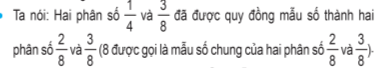 • Ta nói: Hai phân số 1/4 và 3/8 đã được quy đồng mẫu số thành hai
phân số 2/8 và 3/8 (8 được gọi là mẫu số chung của hai phân số 2/8 và 3/8).